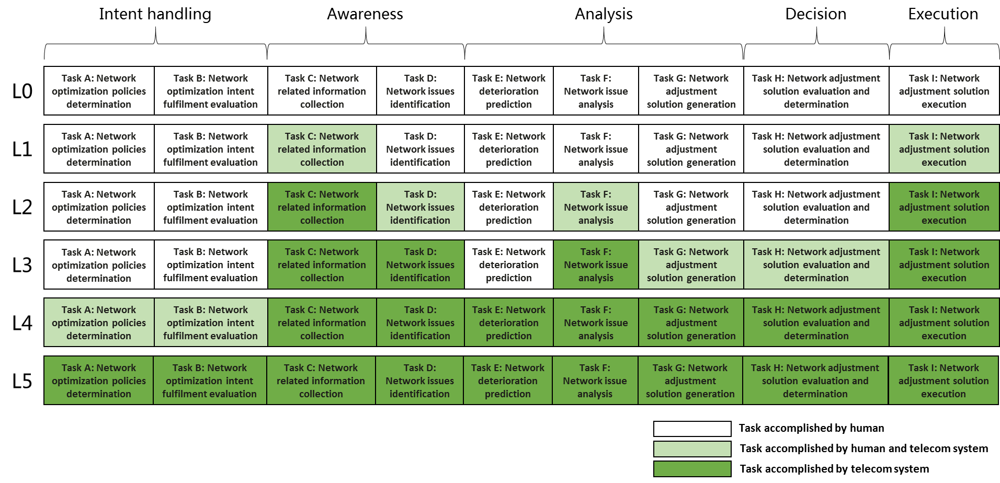 Intent handling
Awareness
Analysis
Decision
Execution
L0
Task A: Network
optimization policies
determination
Task B: Network
optimization intent
fulfilment evaluation
Task C: Network
related information
collection
Task D:
Network issues
identification
Task E: Network
deterioration
prediction
Task F:
Network issue
analysis
Task G: Network
adjustment
solution generation
Task H: Network adjustment
solution evaluation and
determination
Task I: Network
adjustment solution
execution
L1
Task A: Network
optimization policies
determination
Task B: Network
optimization intent
fulfilment evaluation
Task C: Network
related information
collection
Task D:
Network issues
identification
Task E: Network
deterioration
prediction
Task F:
Network issue
analysis
Task G: Network
adjustment
solution generation
Task H: Network adjustment
solution evaluation and
determination
Task I: Network
adjustment solution
execution
L2
Task A: Network
optimization policies
determination
Task B: Network
optimization intent
fulfilment evaluation
Task C: Network
related information
collection
Task D:
Network issues
identification
Task E: Network
deterioration
prediction
Task F:
Network issue
analysis
Task G: Network
adjustment
solution generation
Task H: Network adjustment
solution evaluation and
determination
Task I: Network
adjustment solution
execution
L3
Task A: Network
optimization policies
determination
Task B: Network
optimization intent
fulfilment evaluation
Task C: Network
related information
collection
Task D:
Network issues
identification
Task E: Network
deterioration
prediction
Task F:
Network issue
analysis
Task G: Network
adjustment
solution generation
Task H: Network adjustment
solution evaluation and
determination
Task I: Network
adjustment solution
execution
L4
Task A: Network
optimization policies
determination
Task B: Network
optimization intent
fulfilment evaluation
Task C: Network
related information
collection
Task D:
Network issues
identification
Task E: Network
deterioration
prediction
Task F:
Network issue
analysis
Task G: Network
adjustment
solution generation
Task H: Network adjustment
solution evaluation and
determination
Task I: Network
adjustment solution
execution
L5
Task A: Network
optimization policies
determination
Task B: Network
optimization intent
fulfilment evaluation
Task C: Network
related information
collection
Task D:
Network issues
identification
Task E: Network
deterioration
prediction
Task F:
Network issue
analysis
Task G: Network
adjustment
solution generation
Task H: Network adjustment
solution evaluation and
determination
Task I: Network
adjustment solution
execution
Task accomplished by human
Task accomplished by human and telecom system
Task accomplished by telecom system